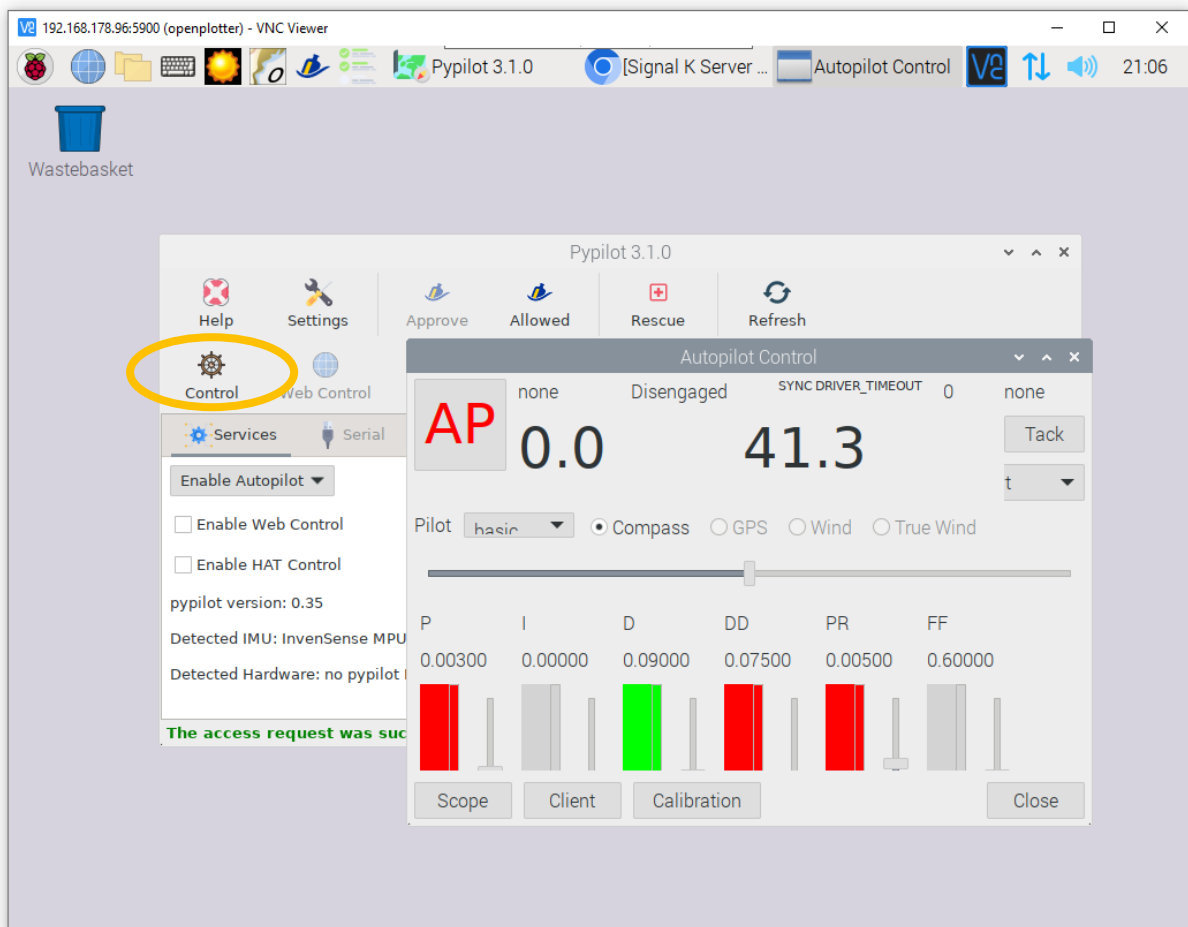 192.168.178.96:5900 (openplotter) - VNC Viewer
Pypilot 3.1.0
[Signal K Server ...
Autopilot Control
21:06
Wastebasket
Pypilot 3.1.0
Help
Settings
Approve
Allowed
Rescue
Refresh
Control
Web Control
Services
Serial
Enable Autopilot
Enable Web Control
Enable HAT Control
pypilot version: 0.35
Detected IMU: InvenSense MPU
Detected Hardware: no pypilot
The access request was suc
Autopilot Control
AP
none
Disengaged
SYNC DRIVER_TIMEOUT
0
none
0.0
41.3
Tack
t
Pilot
basic
Compass
GPS
Wind
True Wind
P I D DD PR FF
0.00300 0.00000 0.09000 0.07500 0.00500 0.60000
Scope
Client
Calibration
Close